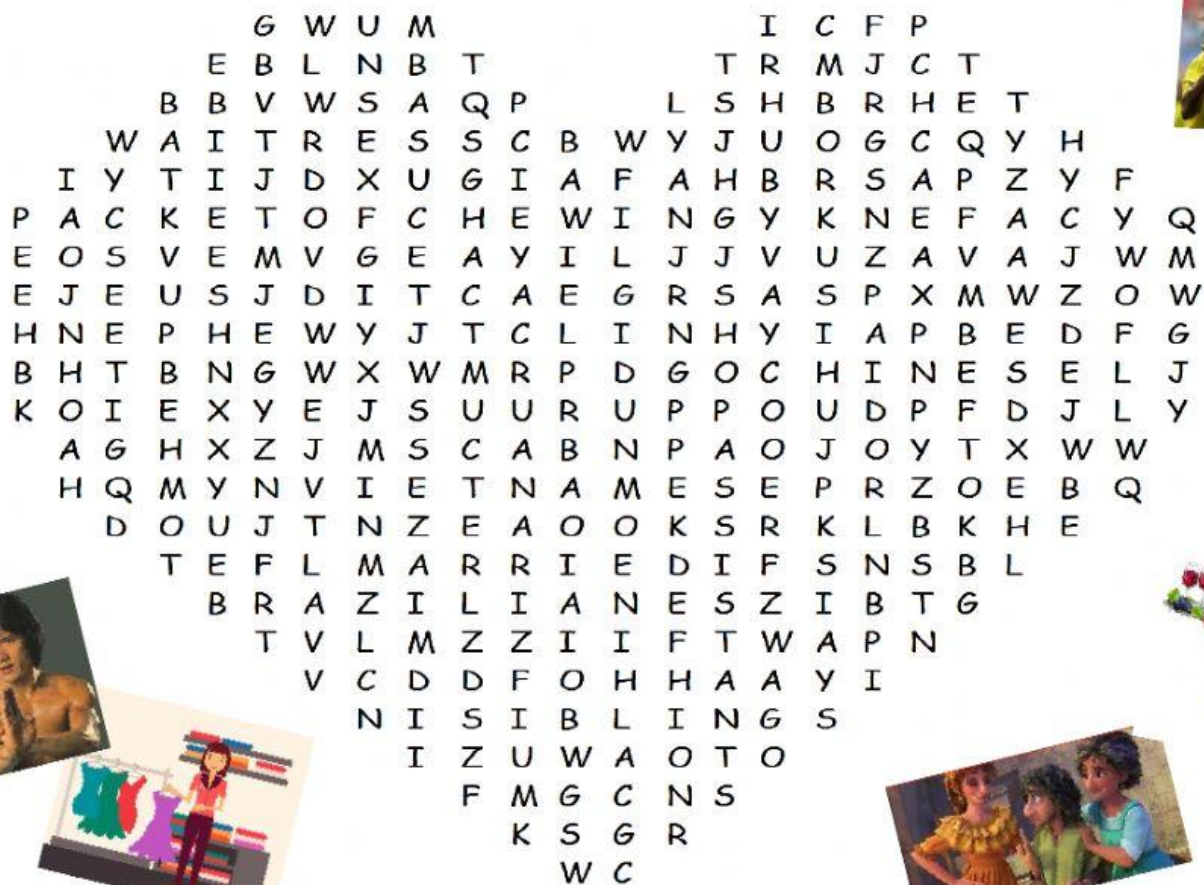 G W U M I C F P
E B L N B T T R M J C T
B B V W S A Q P L S H B R H E T
W A I T R E S S C B W Y J U O G C Q Y H
I Y T I J D X U G I A F A H B R S A P Z Y F
P A C K E T O F C H E W I N G Y K N E F A C Y Q
E O S V E M V G E A Y I L J J V U Z A V A J W M
E J E U S J D I T C A E G R S A S P X M W Z O W
H N E P H E W Y J T C L I N H Y I A P B E D F G
B H T B N G W X W M R P D G O C H I N E S E L J
K O I E X Y E J S U U R U P P O U D P F D J L Y
A G H X Z J M S C A B N P A O J O Y T X W W
H Q M Y N V I E T N A M E S E P R Z O E B Q
D O U J T N Z E A O O K S R K L B K H E
T E F L M A R R I E D I F S N S B L
B R A Z I L I A N E S Z I B T G
T V L M Z Z I I F T W A P N
V C D D F O H H A A Y I
N I S I B L I N G S
I Z U W A O T O
F M G C N S
K S G R
W C